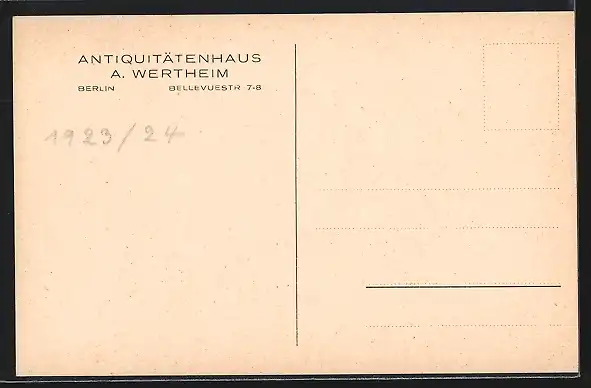 ANTIQUITÄTENHAUS
A. WERTHEIM
BERLIN BELLEVUESTR 7-8
1923/24